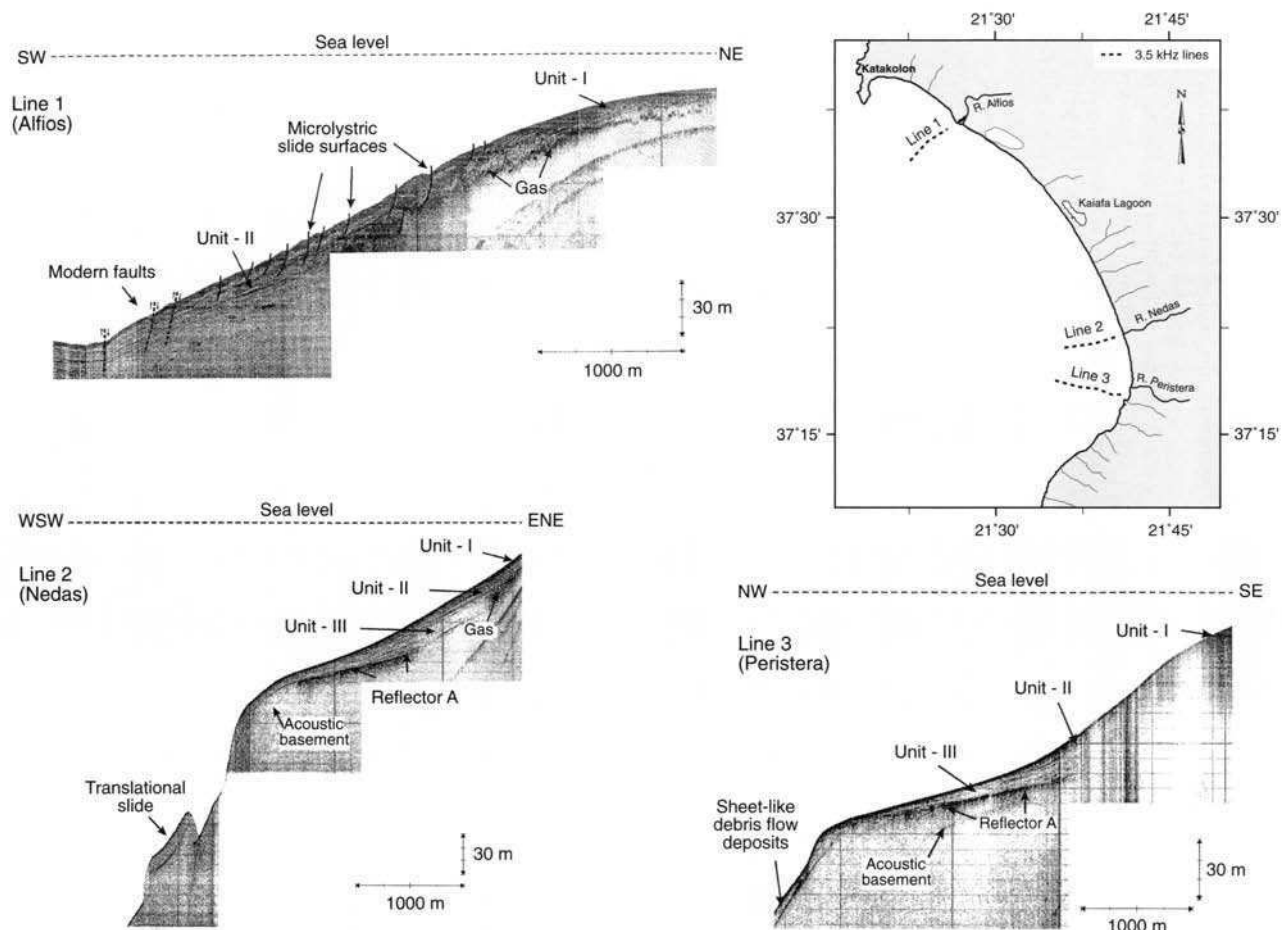 Sea level
SW
NE
Line 1
(Alfios)
Unit - I
Microlystric
slide surfaces
Gas
Unit - II
Modern faults
30 m
1000 m
21°30'
21°45'
3.5 kHz lines
Katakolon
R. Alfios
N
Line 1
Kaiafa Lagoon
37°30'
37°30'
Line 2
R. Nedas
Line 3
R. Peristera
37°15'
37°15'
21°30'
21°45'
Sea level
WSW
ENE
Line 2
(Nedas)
Unit - I
Unit - II
Unit - III
Gas
Reflector A
Acoustic
basement
Translational
slide
30 m
1000 m
Sea level
NW
SE
Line 3
(Peristera)
Unit - I
Unit - II
Unit - III
Sheet-like
debris flow
deposits
Reflector A
Acoustic
basement
30 m
1000 m